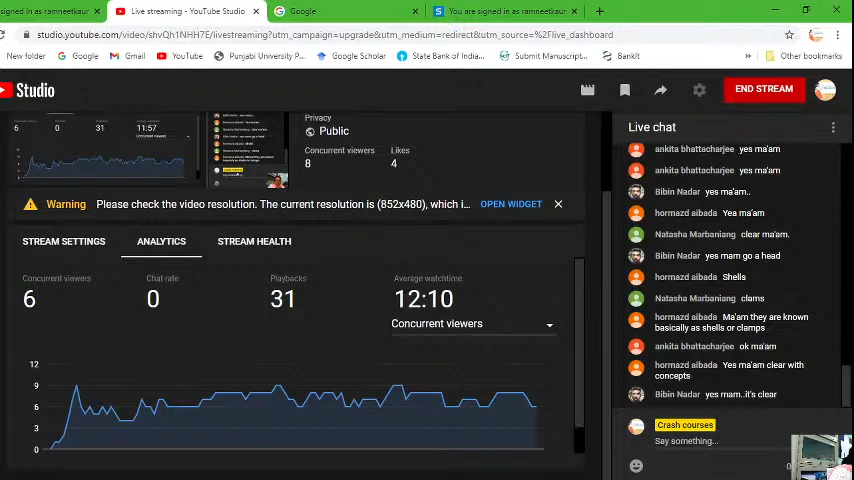 signed in as ramneetkaur
Live streaming - YouTube Studio
Google
You are signed in as ramneetkaur
studio.youtube.com/video/shvQh1NHH7E/livestreaming?utm_campaign=upgrade&utm_medium=redirect&utm_source=%2Flive_dashboard
New folder
Google
Gmail
YouTube
Punjabi University P...
Google Scholar
State Bank of India,...
Submit Manuscript...
BankIt
Other bookmarks
Studio
END STREAM
6
0
31
11:57
Privacy
Public
Concurrent viewers
Likes
8
4
Warning Please check the video resolution. The current resolution is (852x480), which i... OPEN WIDGET
STREAM SETTINGS
ANALYTICS
STREAM HEALTH
Concurrent viewers
Chat rate
Playbacks
Average watchtime
6
0
31
12:10
Concurrent viewers
12
9
6
3
0
Live chat
ankita bhattacharjee yes ma'am
ankita bhattacharjee yes ma'am
Bibin Nadar yes ma'am..
hormazd aibada Yea ma'am
Natasha Marbaniang clear ma'am.
Bibin Nadar yes mam go a head
hormazd aibada Shells
Natasha Marbaniang clams
hormazd aibada Ma'am they are known
basically as shells or clamps
ankita bhattacharjee ok ma'am
hormazd aibada Yes ma'am clear with
concepts
Bibin Nadar yes mam..it's clear
Crash courses
Say something...